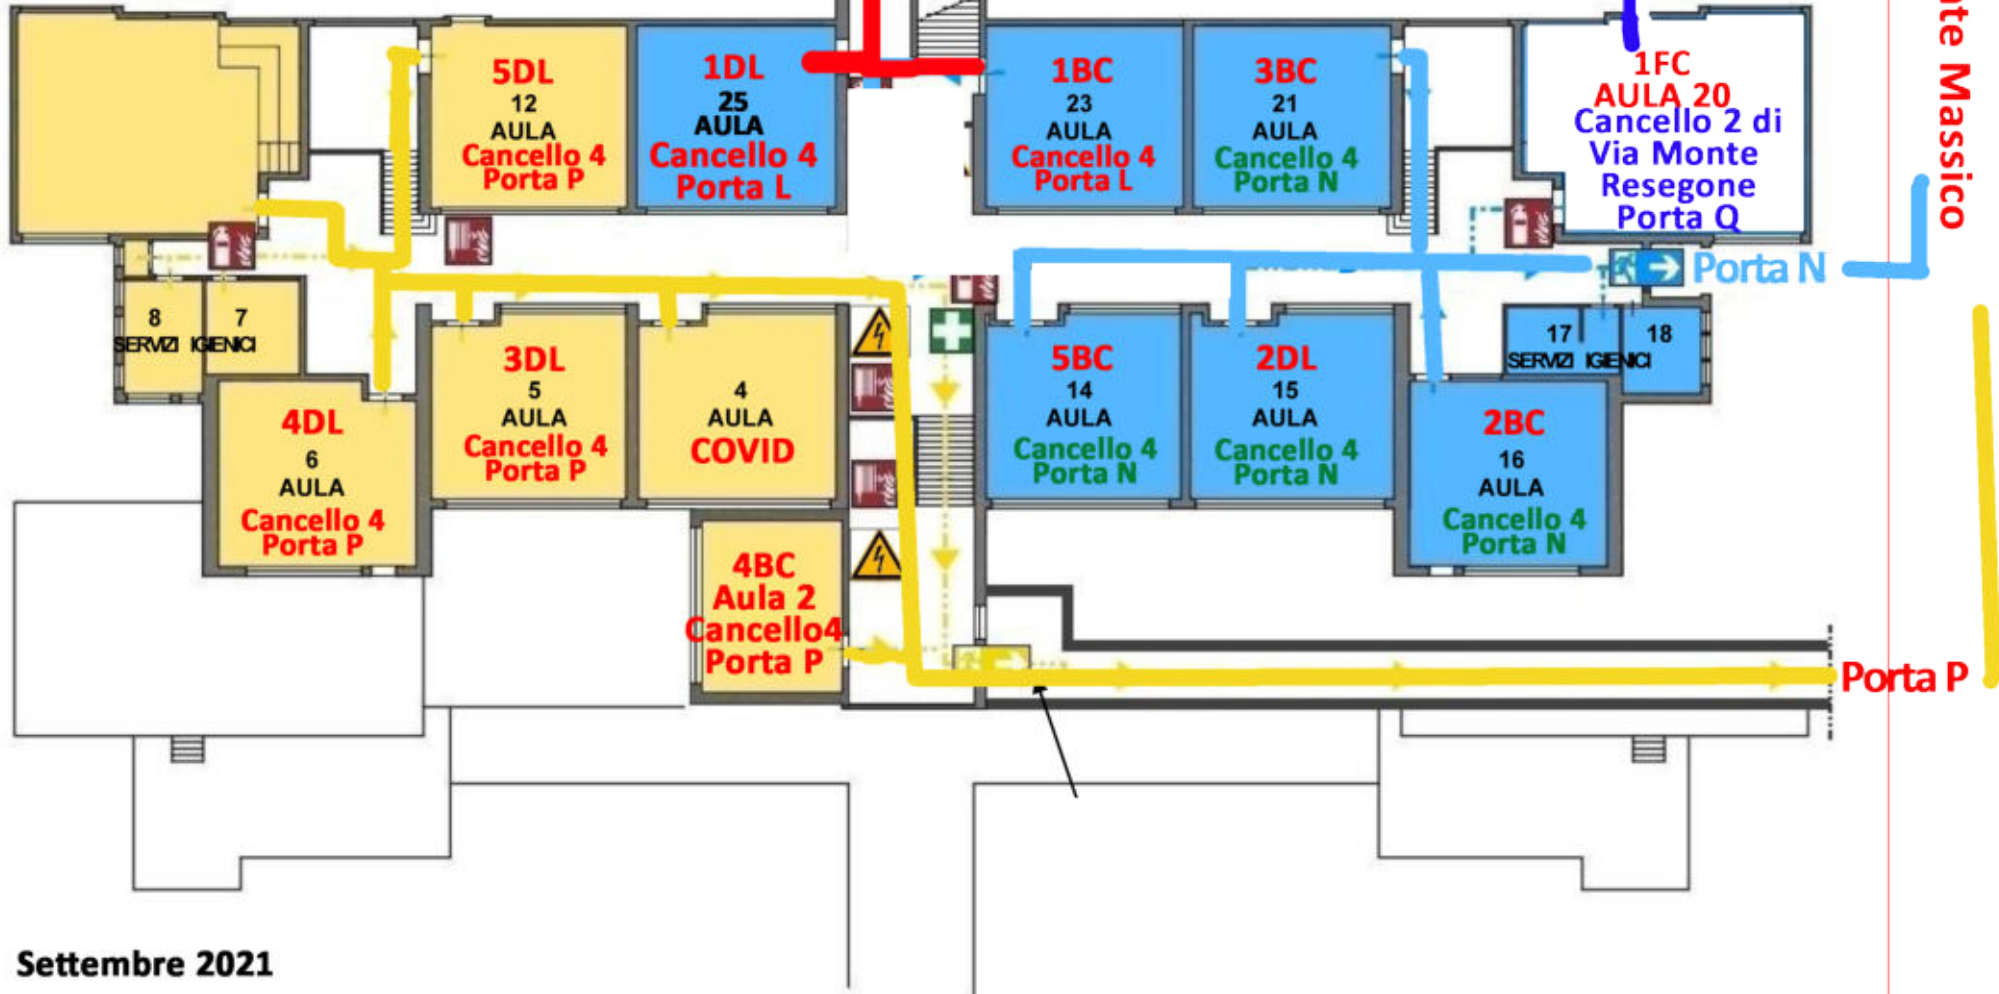 5DL
12
AULA
Cancello 4
Porta P
1DL
25
AULA
Cancello 4
Porta L
1BC
23
AULA
Cancello 4
Porta L
3BC
21
AULA
Cancello 4
Porta N
1FC
AULA 20
Cancello 2 di
Via Monte
Resegone
Porta Q
Massico
Porta N
8
7
SERVIZI IGIENICI
4DL
6
AULA
Cancello 4
Porta P
3DL
5
AULA
Cancello 4
Porta P
4
AULA
COVID
5BC
14
AULA
Cancello 4
Porta N
2DL
15
AULA
Cancello 4
Porta N
17
18
SERVIZI IGIENICI
2BC
16
AULA
Cancello 4
Porta N
4BC
Aula 2
Cancello4
Porta P
Porta P
Settembre 2021